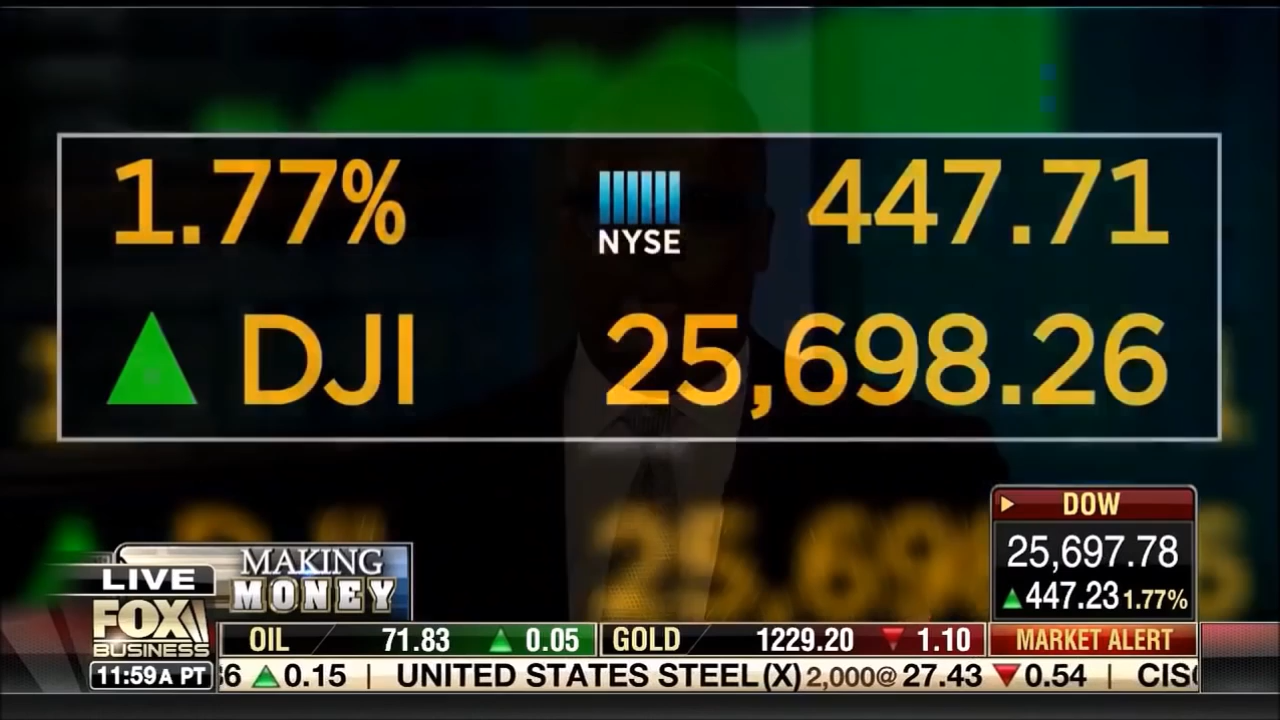 1.77%
NYSE
447.71
▲ DJI
25,698.26
DOW
25,697.78
▲447.23 1.77%
MAKING
MONEY
LIVE
FOX
BUSINESS
11:59A PT
OIL 71.83 ▲ 0.05
GOLD 1229.20 ▼ 1.10
MARKET ALERT
6 ▲0.15 | UNITED STATES STEEL(X) 2,000@ 27.43 ▼0.54 | CISC